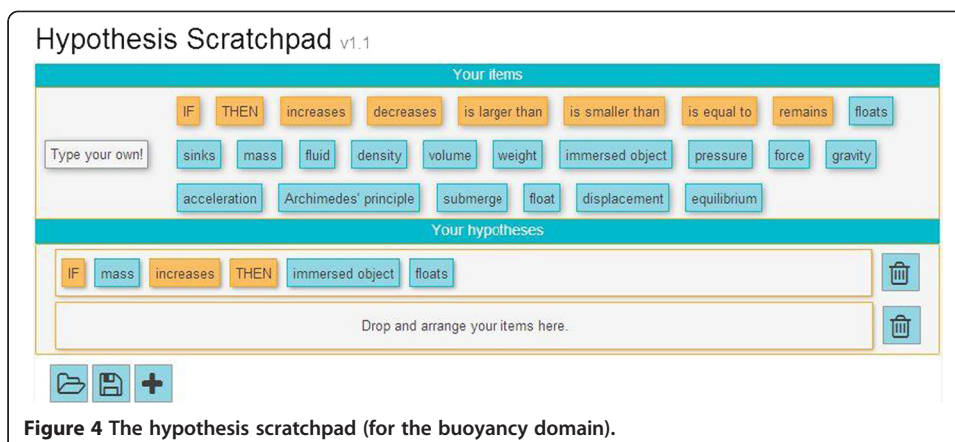 Hypothesis Scratchpad v1.1
Your items
IF THEN increases decreases is larger than is smaller than is equal to remains floats
Type your own! sinks mass fluid density volume weight immersed object pressure force gravity
acceleration Archimedes' principle submerge float displacement equilibrium
Your hypotheses
IF mass increases THEN immersed object floats
Drop and arrange your items here.
Figure 4 The hypothesis scratchpad (for the buoyancy domain).